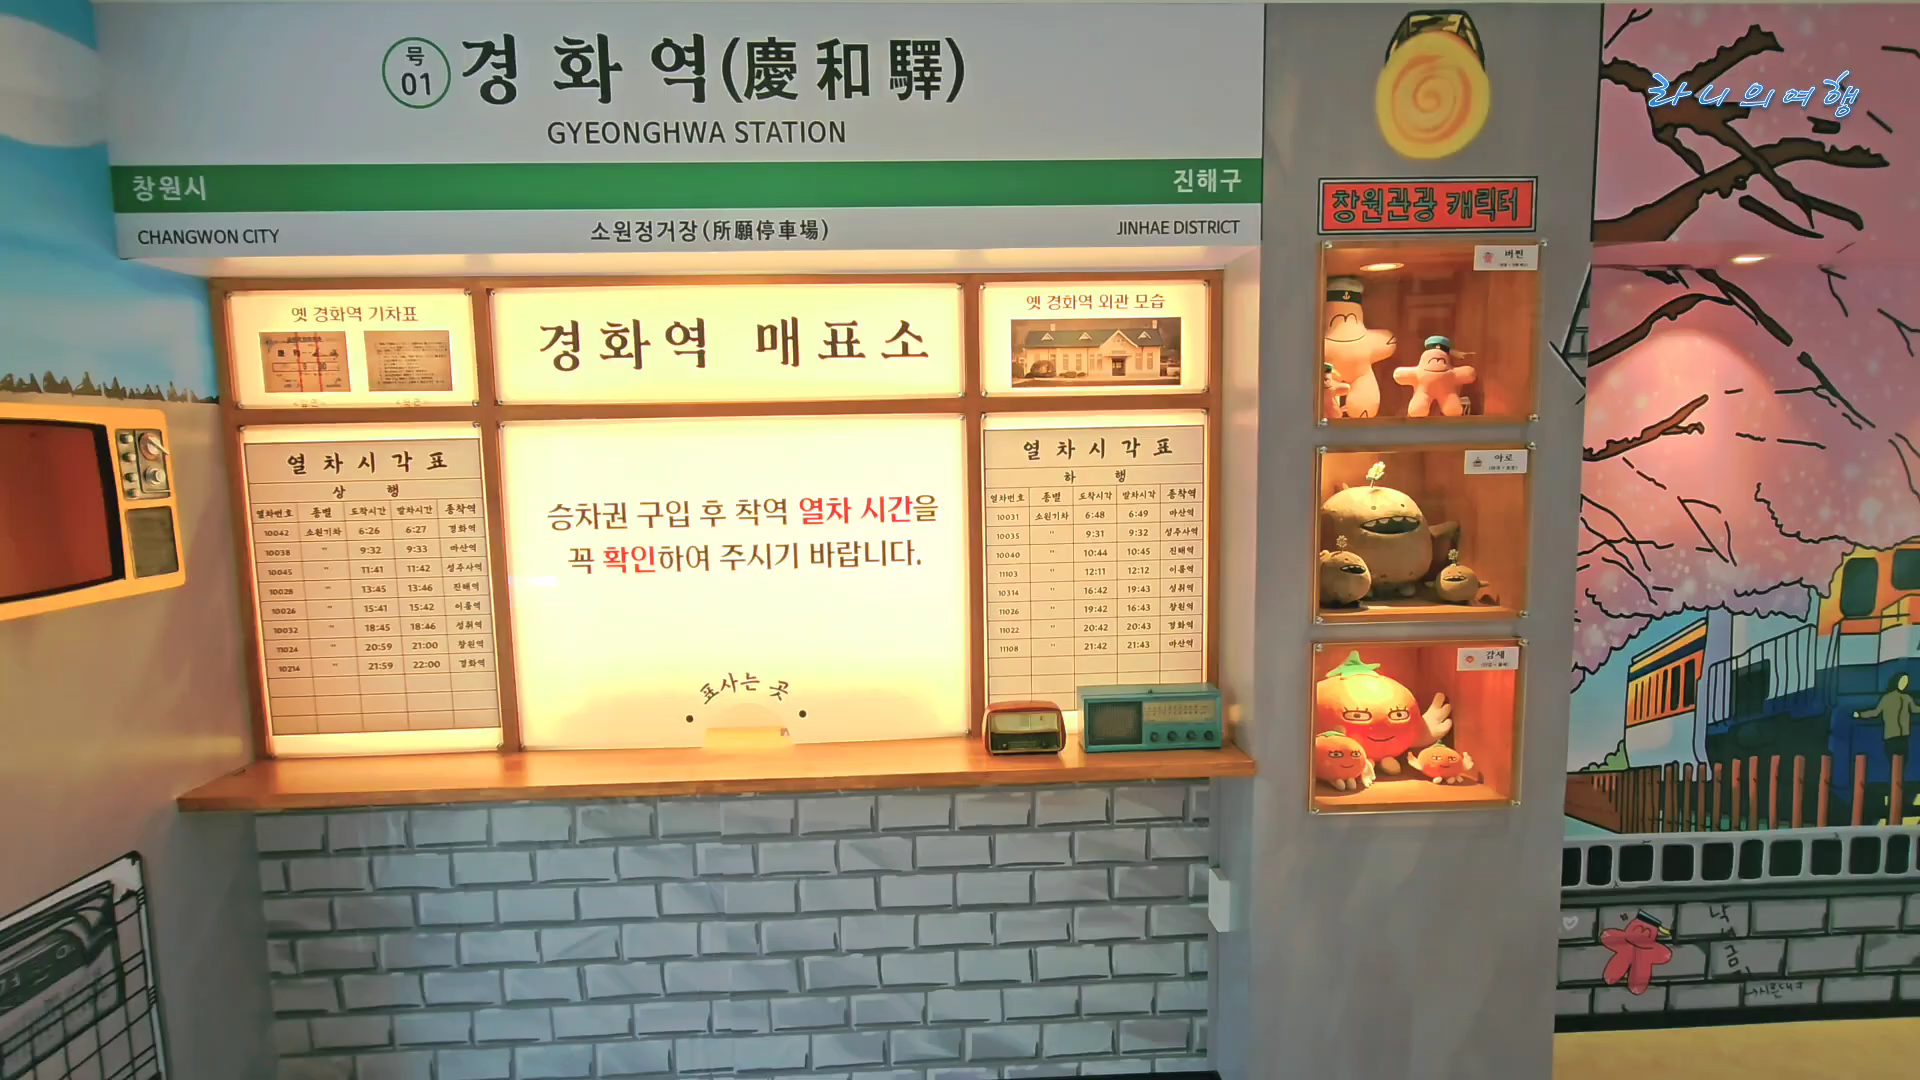 号
01
경화역(慶和驛)
GYEONGHWA STATION
창원시
진해구
CHANGWON CITY
소원정거장(所願停車場)
JINHAE DISTRICT
라니의여행
창원관광 캐릭터
버찐
아로
감새
옛 경화역 기차표
경화역 매표소
옛 경화역 외관 모습
열차시각표
상 행
열차번호 종별 도착시간 발차시간 종착역
10042 소원기차 6:26 6:27 경화역
10038 " 9:32 9:33 마산역
10045 " 11:41 11:42 성주사역
10028 " 13:45 13:46 진해역
10026 " 15:41 15:42
10032 " 18:45 18:46
11024 " 20:59 21:00 창원역
10214 " 21:59 22:00 경화역
승차권 구입 후 착역 열차 시간을
꼭 확인하여 주시기 바랍니다.
표사는 곳
열차시각표
하 행
열차번호 종별 도착시각 발차시각 종착역
10031 소원기차 6:48 6:49 마산역
10035 " 9:31 9:32 성주사역
10040 " 10:44 10:45 진해역
11103 " 12:11 12:12
10314 " 16:42 19:43
11026 " 19:42 16:43 창원역
11022 " 20:42 20:43 경화역
11108 " 21:42 21:43 마산역